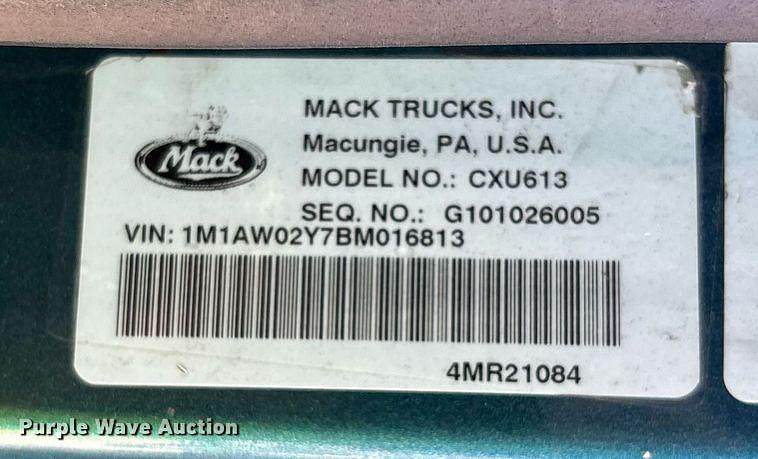 MACK TRUCKS, INC.
Mack
Macungie, PA, U.S.A.
MODEL NO.: CXU613
SEQ. NO.: G101026005
VIN: 1M1AW02Y7BM016813
4MR21084
Purple Wave Auction